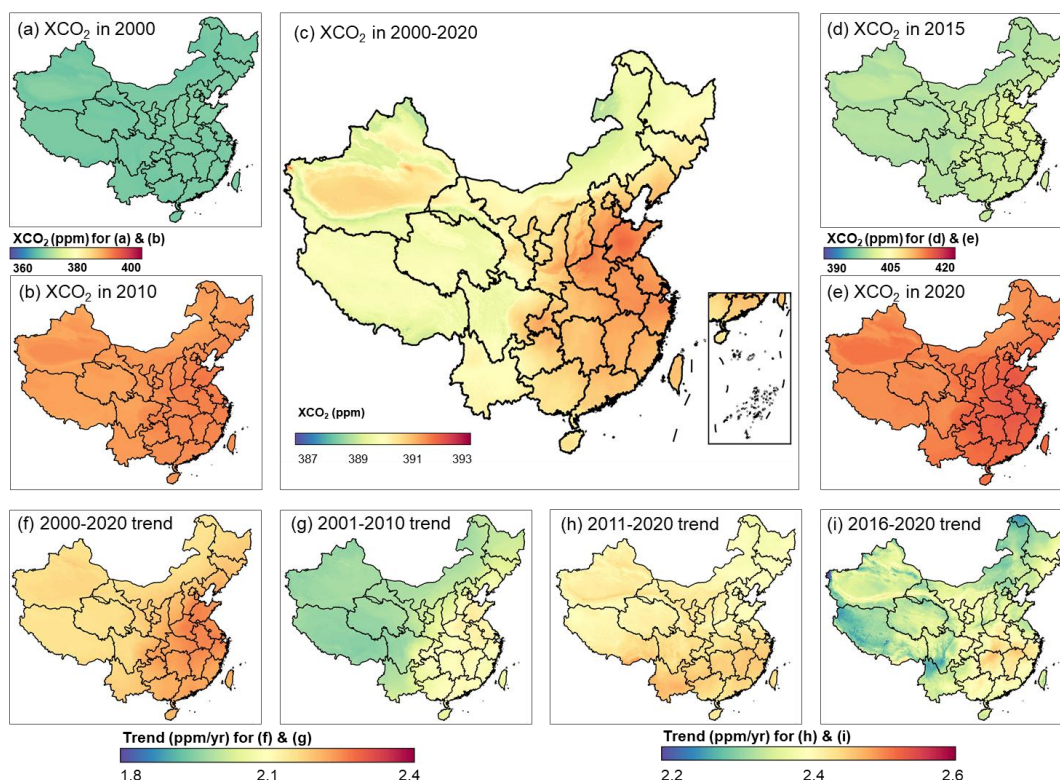 (a) XCO₂ in 2000
(c) XCO₂ in 2000-2020
(d) XCO₂ in 2015
XCO₂ (ppm) for (a) & (b)
360 380 400
XCO₂ (ppm) for (d) & (e)
390 405 420
(b) XCO₂ in 2010
(e) XCO₂ in 2020
XCO₂ (ppm)
387 389 391 393
(f) 2000-2020 trend
(g) 2001-2010 trend
(h) 2011-2020 trend
(i) 2016-2020 trend
Trend (ppm/yr) for (f) & (g)
1.8 2.1 2.4
Trend (ppm/yr) for (h) & (i)
2.2 2.4 2.6